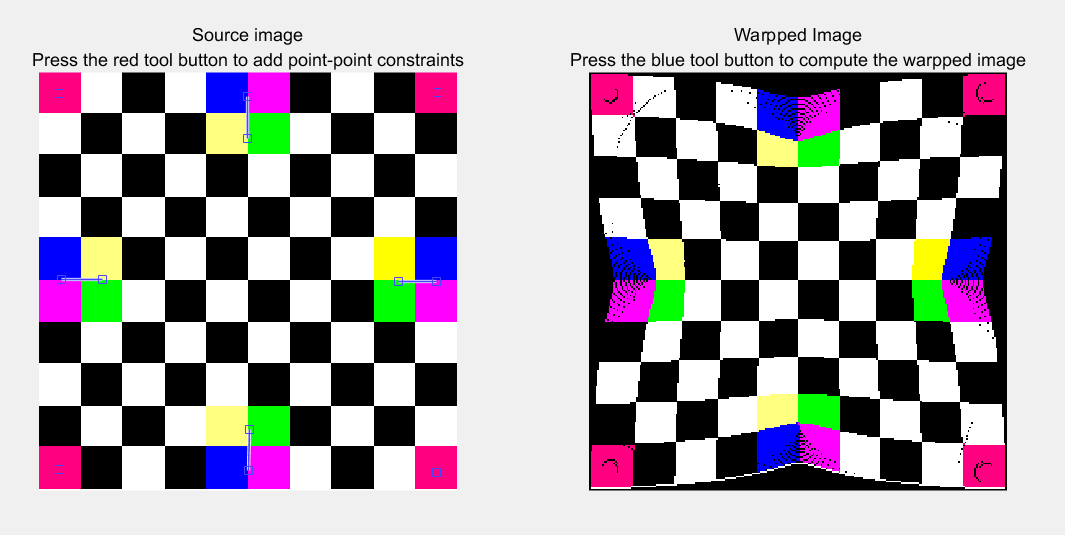 Source image
Press the red tool button to add point-point constraints
Warpped Image
Press the blue tool button to compute the warpped image